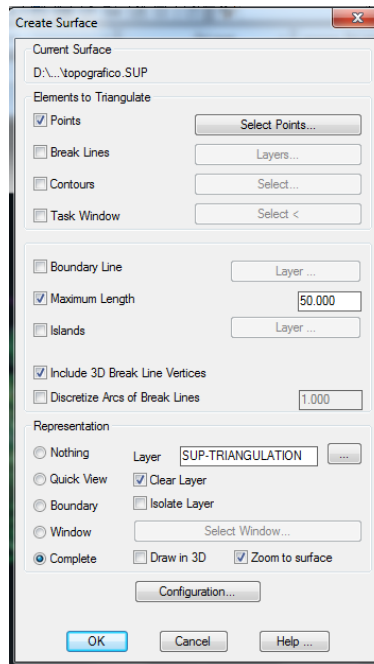 Create Surface
Current Surface
D:\...\topografico.SUP
Elements to Triangulate
Points Select Points...
Break Lines Layers...
Contours Select...
Task Window Select <
Boundary Line Layer ...
Maximum Length 50.000
Islands Layer ...
Include 3D Break Line Vertices
Discretize Arcs of Break Lines 1.000
Representation
Nothing Layer SUP-TRIANGULATION ...
Quick View Clear Layer
Boundary Isolate Layer
Window Select Window...
Complete Draw in 3D Zoom to surface
Configuration...
OK Cancel Help ...